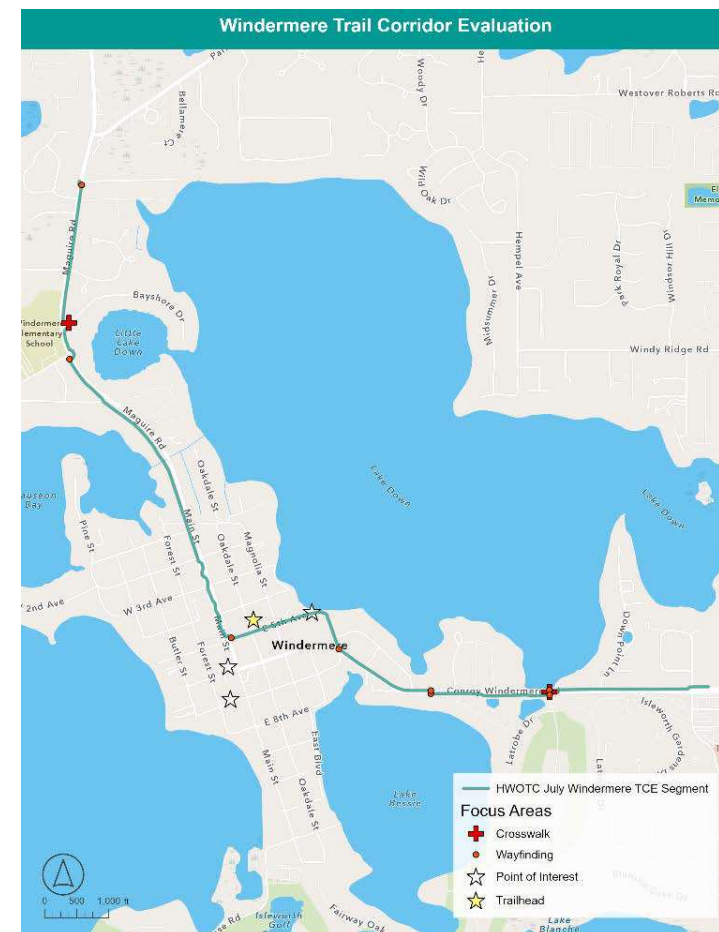 Windermere Trail Corridor Evaluation
Woody Dr
Westover Roberts Rd
Bellamere
Ct
Wild Oak Dr
Maguire Rd
Hempel Ave
Park Royal Dr
Windsor Hill Dr
Midsummer Dr
Bayshore Dr
Elementary
School
Little
Lake
Down
Windy Ridge Rd
Maguire Rd
Lake Down
Oakdale St
Lake Down
Pine St
Main St
Forest St
Oakdale St
Magnolia St
W 3rd Ave
E 5th Ave
Main St
Windermere
Butler St
Forest St
Down Point Ln
Conroy Windermere
E 8th Ave
Latrobe Dr
Isleworth Gardens
Main St
East Blvd
Oakdale St
Lake
Bessie
HWOTC July Windermere TCE Segment
Focus Areas
Crosswalk
Wayfinding
Point of Interest
Trailhead
0 500 1,000 ft
Isleworth
Golf
Fairway Oak
Lake
Blanche